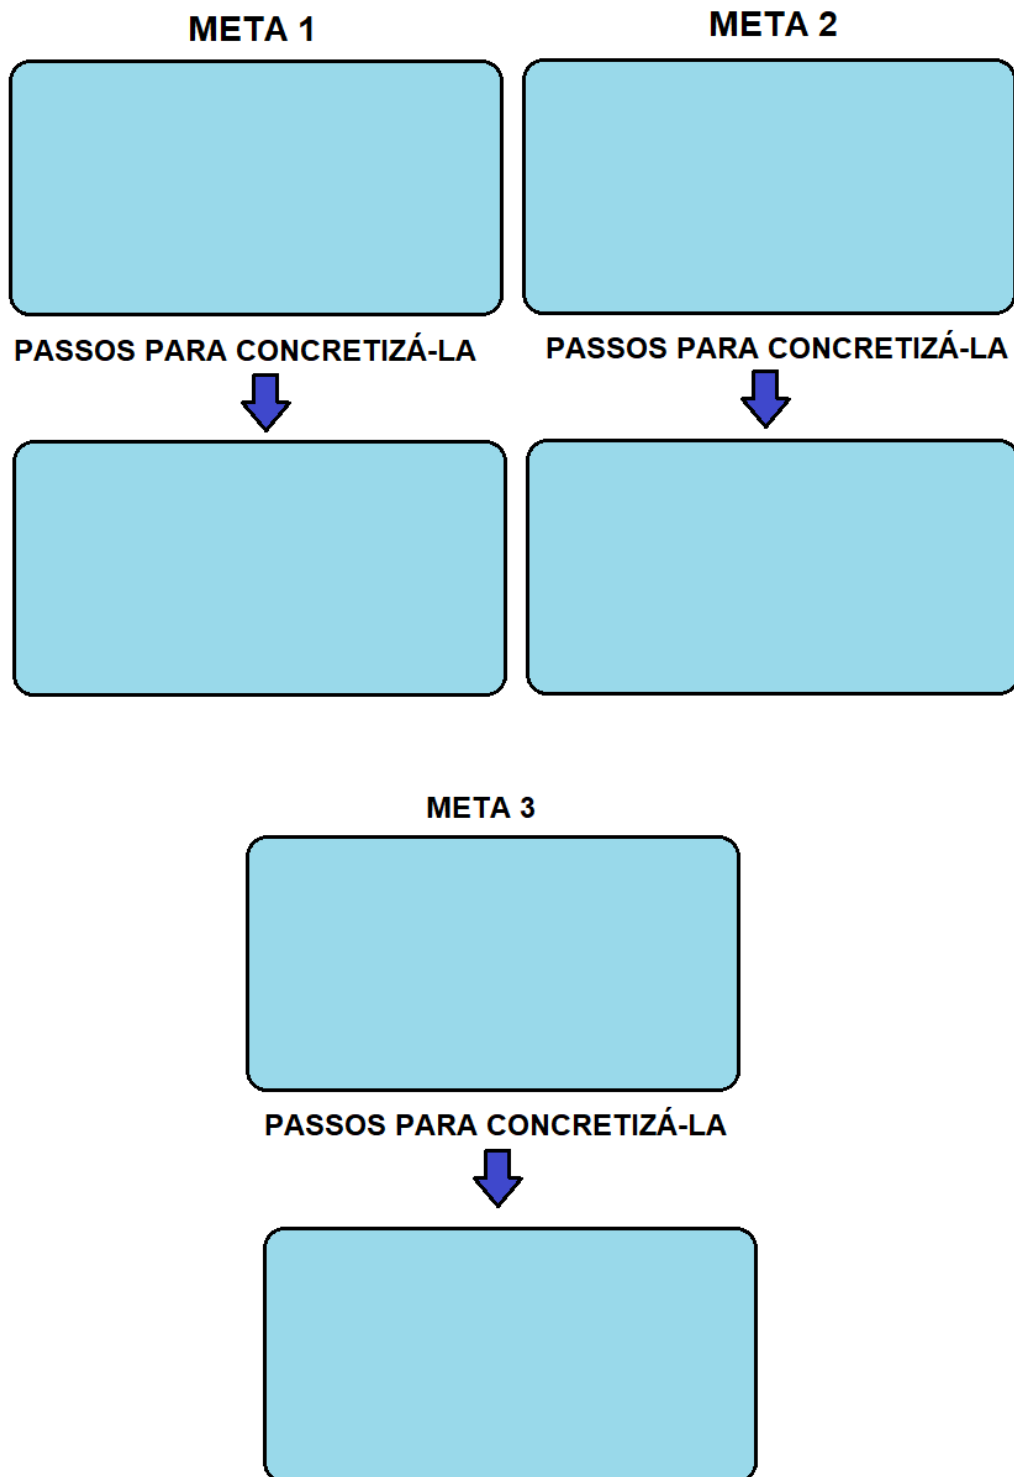 META 1
META 2
PASSOS PARA CONCRETIZÁ-LA
PASSOS PARA CONCRETIZÁ-LA
META 3
PASSOS PARA CONCRETIZÁ-LA